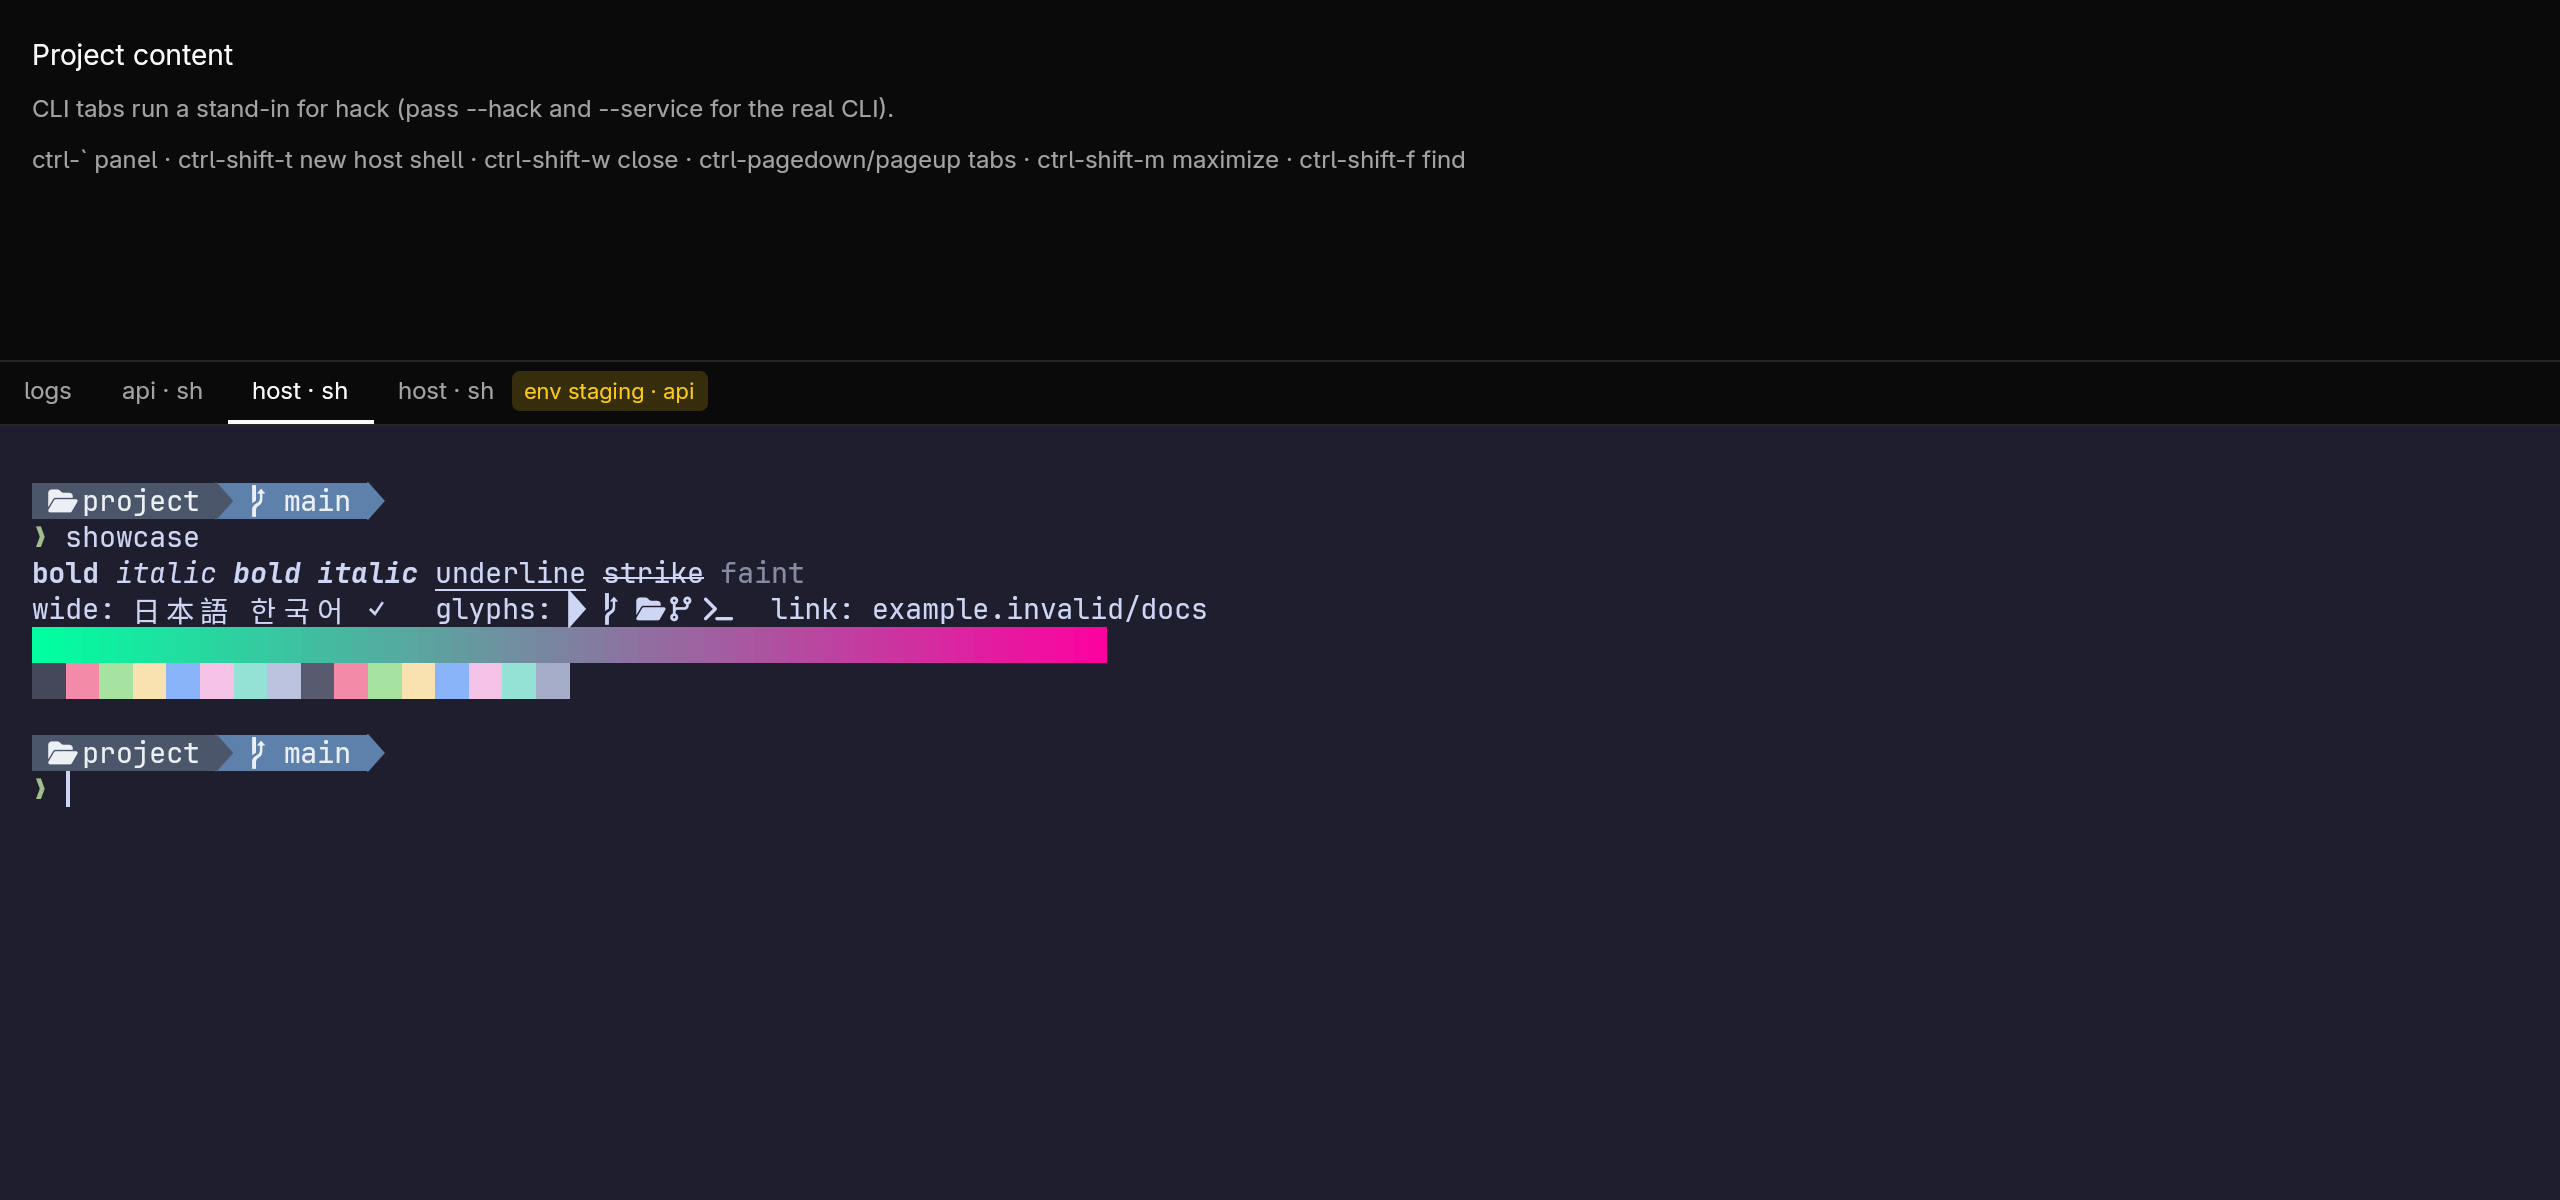 Project content
CLI tabs run a stand-in for hack (pass --hack and --service for the real CLI).
ctrl-` panel · ctrl-shift-t new host shell · ctrl-shift-w close · ctrl-pagedown/pageup tabs · ctrl-shift-m maximize · ctrl-shift-f find
logs api · sh host · sh host · sh env staging · api
project main
❯ showcase
bold italic bold italic underline strike faint
wide: 日本語 한국어 ✓ glyphs: link: example.invalid/docs
project main
❯